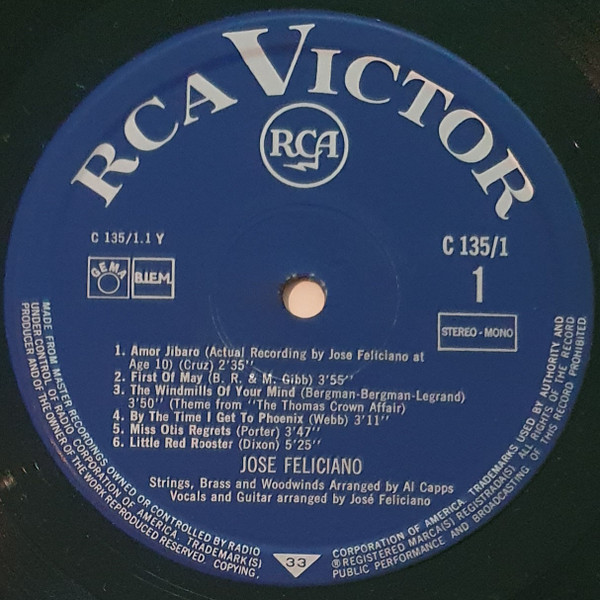 RCA VICTOR
RCA
C 135/1.1 Y
C 135/1
1
GEMA
B.I.E.M.
STEREO - MONO
1. Amor Jibaro (Actual Recording by Jose Feliciano at
Age 10) (Cruz) 2'35''
2. First Of May (B. R. & M. Gibb) 3'55''
3. The Windmills Of Your Mind (Bergman-Bergman-Legrand)
3'50'' (Theme from "The Thomas Crown Affair)
4. By The Time I Get To Phoenix (Webb) 3'11''
5. Miss Otis Regrets (Porter) 3'47''
6. Little Red Rooster (Dixon) 5'25''
JOSE FELICIANO
Strings, Brass and Woodwinds Arranged by Al Capps
Vocals and Guitar arranged by José Feliciano
MADE FROM MASTER RECORDINGS OWNED OR CONTROLLED BY RADIO
CORPORATION OF AMERICA. TRADEMARKS USED BY AUTHORITY AND
UNDER CONTROL OF RADIO CORPORATION OF AMERICA. TRADEMARK(S)
® REGISTERED MARCA(S) REGISTRADA(S). ALL RIGHTS OF THE RECORD
PRODUCER AND OF THE OWNER OF THE WORK REPRODUCED RESERVED. COPYING,
PUBLIC PERFORMANCE AND BROADCASTING OF THIS RECORD PROHIBITED.
33